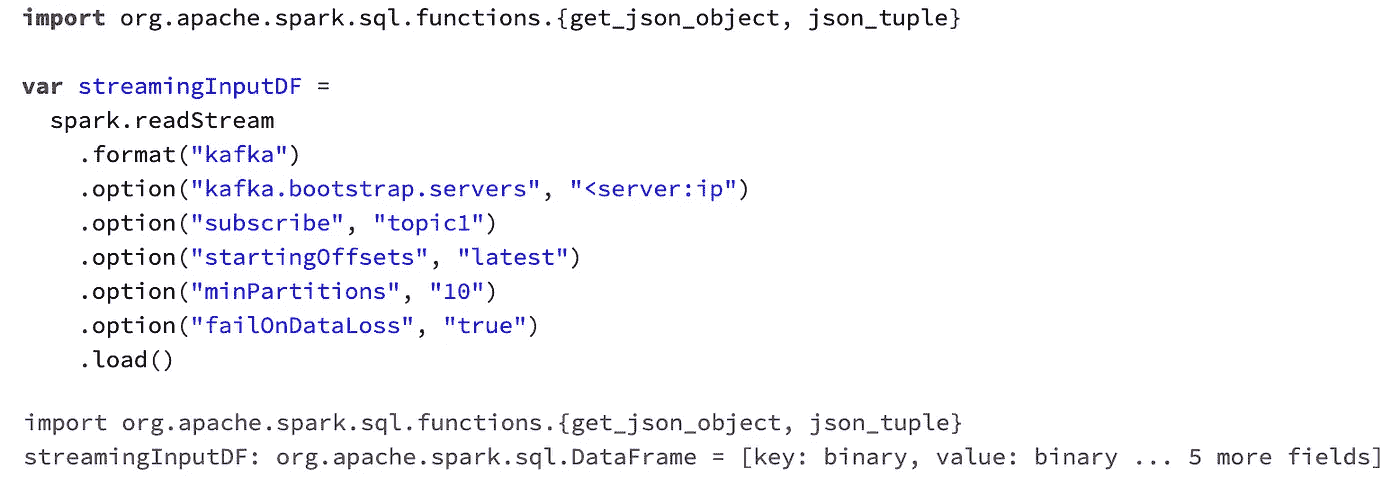 import org.apache.spark.sql.functions.{get_json_object, json_tuple}
var streamingInputDF =
spark.readStream
.format("kafka")
.option("kafka.bootstrap.servers", "<server:ip")
.option("subscribe", "topic1")
.option("startingOffsets", "latest")
.option("minPartitions", "10")
.option("failOnDataLoss", "true")
.load()
import org.apache.spark.sql.functions.{get_json_object, json_tuple}
streamingInputDF: org.apache.spark.sql.DataFrame = [key: binary, value: binary ... 5 more fields]